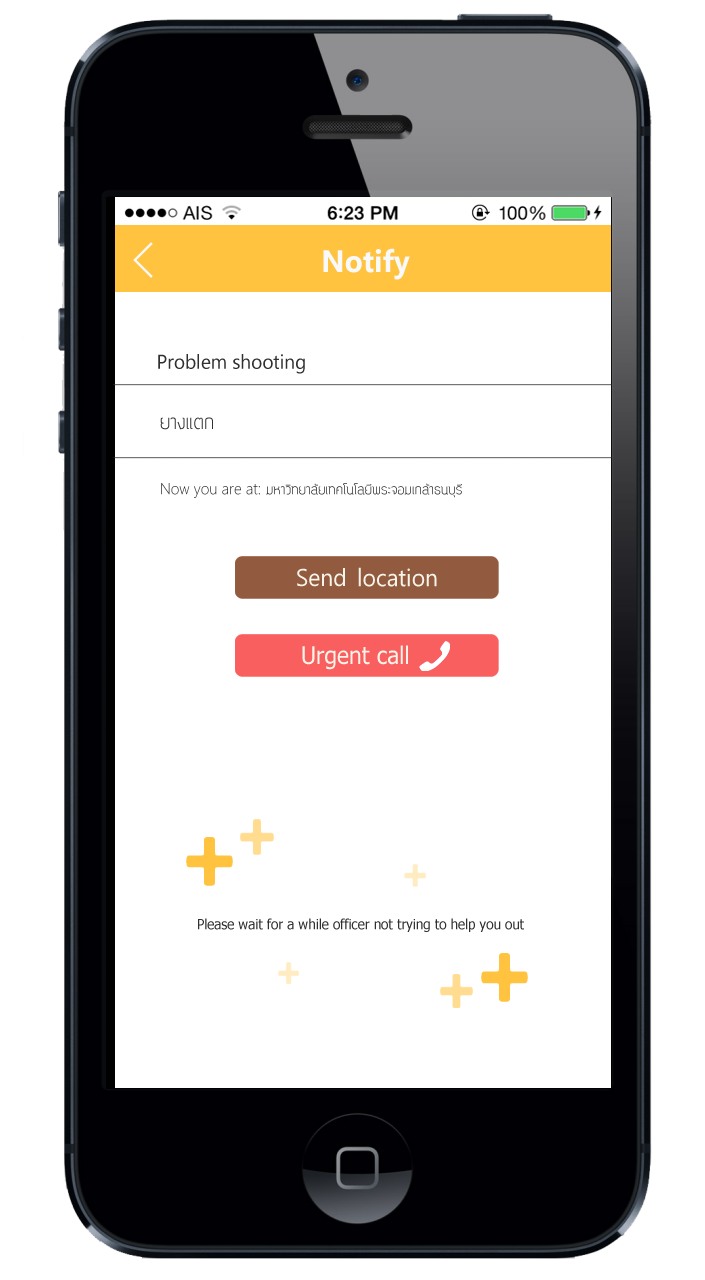 AIS 6:23 PM 100%
Notify
Problem shooting
ยางแตก
Now you are at: มหาวิทยาลัยเทคโนโลยีพระจอมเกล้าธนบุรี
Send location
Urgent call
Please wait for a while officer not trying to help you out